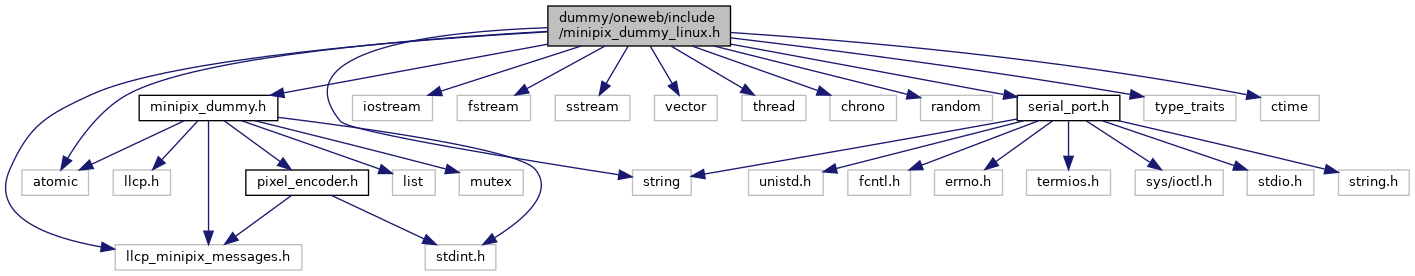 dummy/oneweb/include
/minipix_dummy_linux.h
minipix_dummy.h
iostream
fstream
sstream
vector
thread
chrono
random
serial_port.h
type_traits
ctime
atomic
llcp.h
pixel_encoder.h
list
mutex
string
unistd.h
fcntl.h
errno.h
termios.h
sys/ioctl.h
stdio.h
string.h
llcp_minipix_messages.h
stdint.h